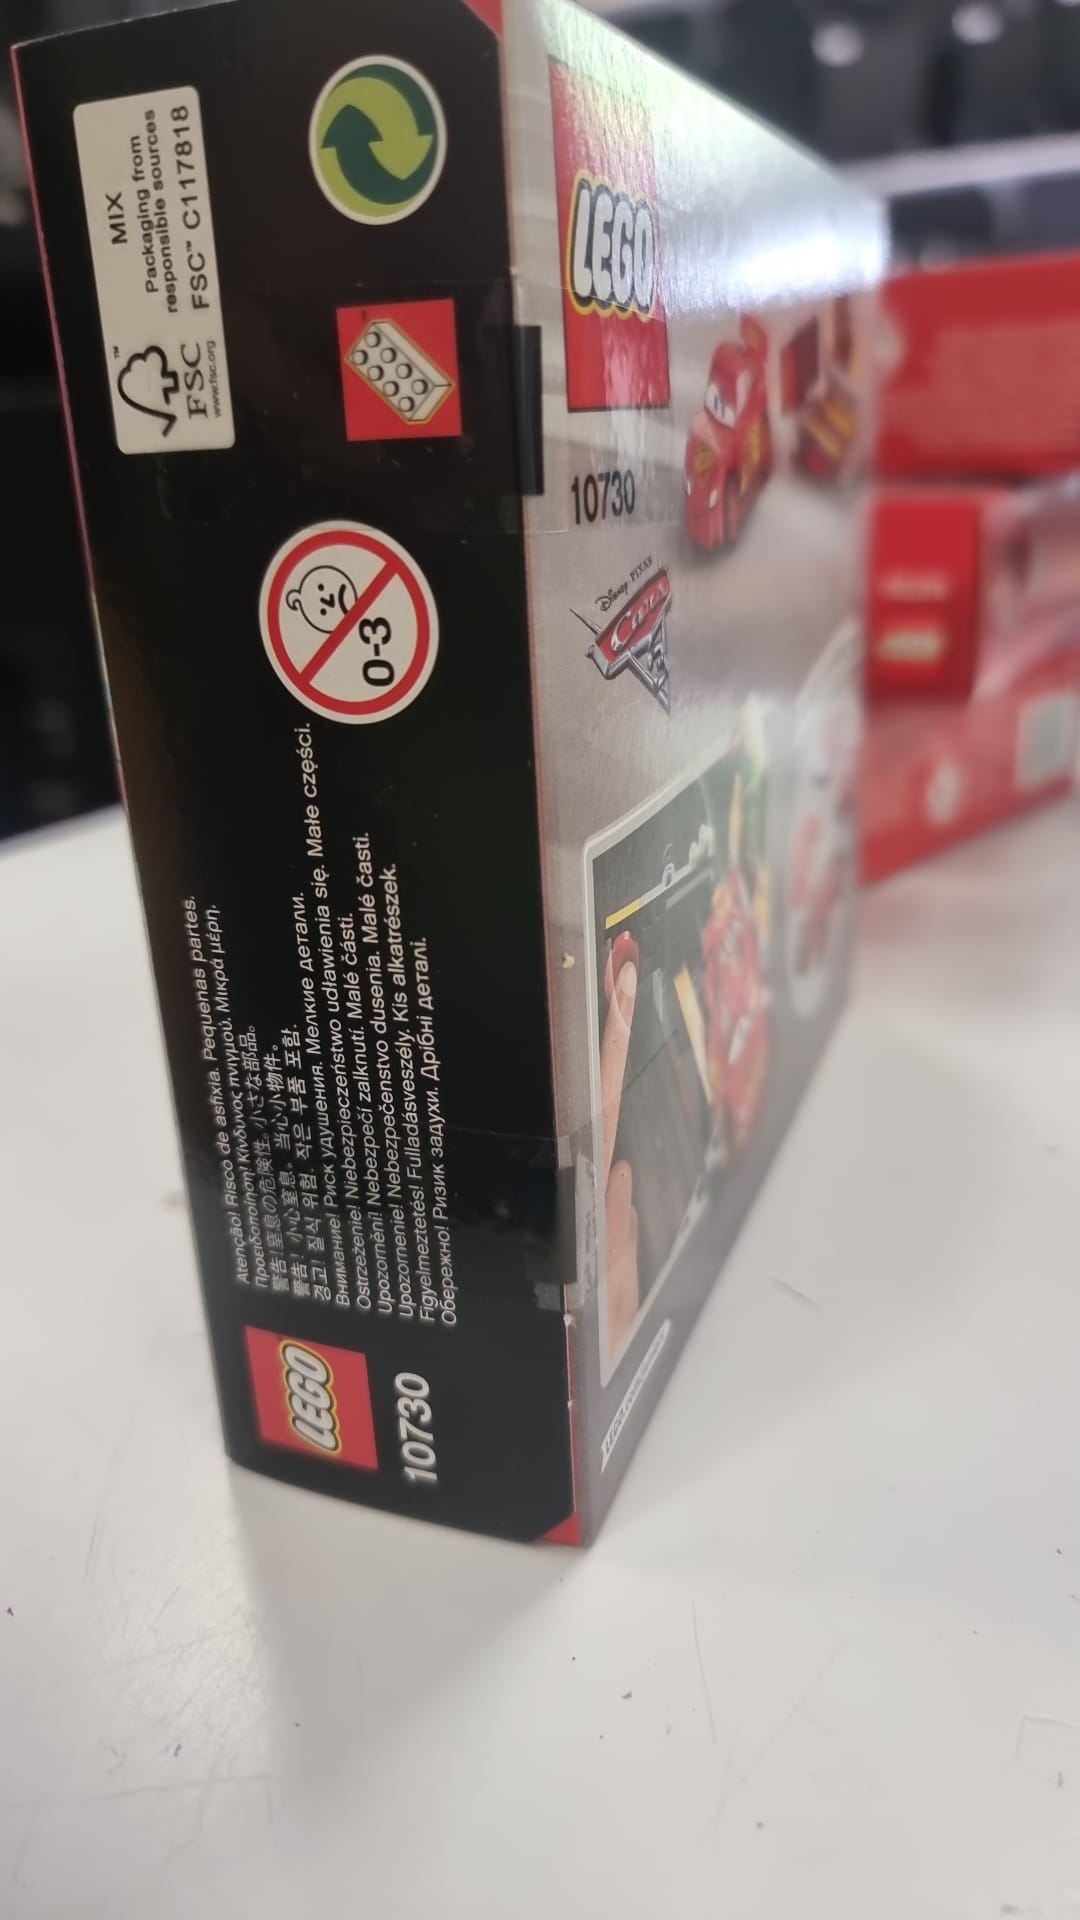 MIX
Packaging from
responsible sources
FSC™ C117818
FSC
www.fsc.org
0-3
Atenção! Risco de asfixia. Pequenas partes.
Προειδοποίηση! Κίνδυνος πνιγμού. Μικρά μέρη.
警告!窒息の危険性。小さな部品。
警告！小心窒息。当心小物件。
경고! 질식 위험. 작은 부품 포함.
Внимание! Риск удушения. Мелкие детали.
Ostrzeżenie! Niebezpieczeństwo udławienia się. Małe części.
Upozornění! Nebezpečí zalknutí. Malé části.
Upozornenie! Nebezpečenstvo dusenia. Malé časti.
Figyelmeztetés! Fulladásveszély. Kis alkatrészek.
Обережно! Ризик задухи. Дрібні деталі.
LEGO
10730
LEGO
10730
Disney PIXAR
Cars